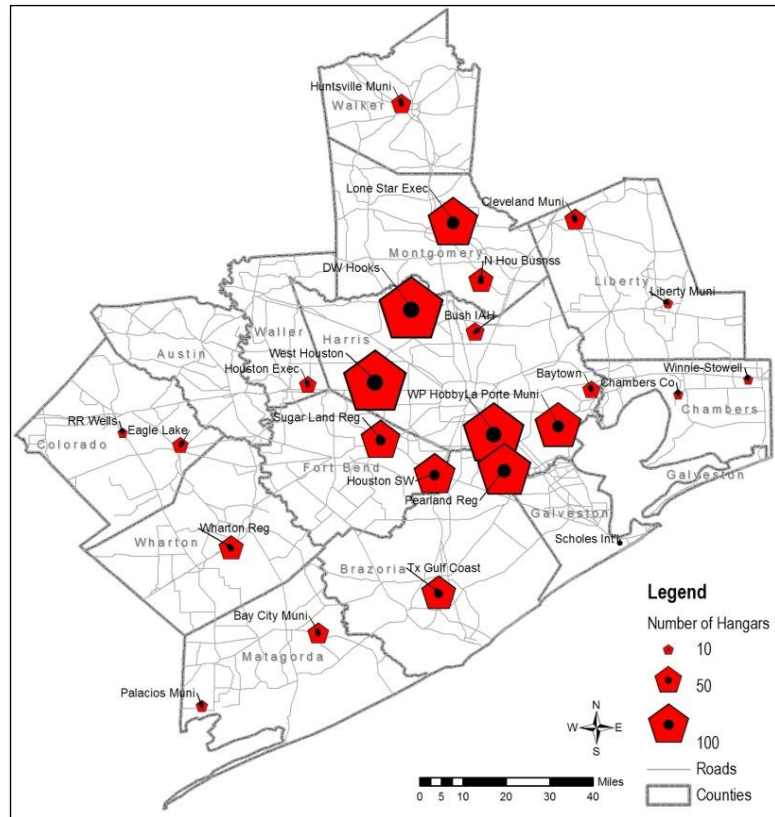 Huntsville Muni
Walker
Lone Star Exec
Cleveland Muni
Montgomery
N Hou Busnss
DW Hooks
Liberty
Liberty Muni
Bush IAH
Waller
Harris
Austin
West Houston
Houston Exec
Baytown
Winnie-Stowell
Chambers Co
Chambers
WP Hobby
La Porte Muni
RR Wells
Eagle Lake
Colorado
Sugar Land Reg
Fort Bend
Houston SW
Pearland Reg
Galveston
Galveston
Wharton Reg
Wharton
Scholes Int'l
Brazoria
Tx Gulf Coast
Bay City Muni
Matagorda
Palacios Muni
Legend
Number of Hangars
10
50
100
Roads
Counties
N
W E
S
0 5 10 20 30 40 Miles